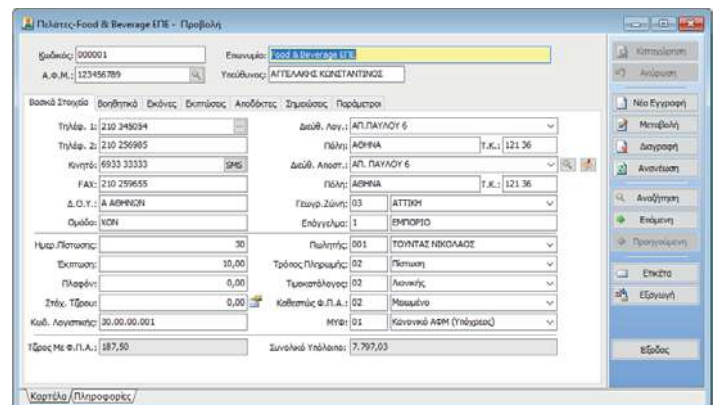 Πελάτες-Food & Beverage ΕΠΕ - Προβολή
Κωδικός: 000001 Επωνυμία: Food & Beverage ΕΠΕ
Α.Φ.Μ.: 123456789 Υπεύθυνος: ΑΓΓΕΛΑΚΗΣ ΚΩΝΣΤΑΝΤΙΝΟΣ
Βασικά Στοιχεία Βοηθητικά Εικόνες Εκπτώσεις Αποδέκτες Σημειώσεις Παράμετροι
Τηλέφ. 1: 210 345054 Διεύθ. Λογ.: ΑΠ.ΠΑΥΛΟΥ 6
Τηλέφ. 2: 210 256985 Πόλη: ΑΘΗΝΑ Τ.Κ.: 121 36
Κινητό: 6933 33333 SMS Διεύθ. Αποστ.: ΑΠ. ΠΑΥΛΟΥ 6
FAX: 210 259655 Πόλη: ΑΘΗΝΑ Τ.Κ.: 121 36
Δ.Ο.Υ.: Α ΑΘΗΝΩΝ Γεωγρ.Ζώνη: 03 ΑΤΤΙΚΗ
Ομάδα: ΧΟΝ Επάγγελμα: 1 ΕΜΠΟΡΙΟ
Ημερ.Πίστωσης: 30 Πωλητής: 001 ΤΟΥΝΤΑΣ ΝΙΚΟΛΑΟΣ
Έκπτωση: 10,00 Τρόπος Πληρωμής: 02 Πίστωση
Πλαφόν: 0,00 Τιμοκατάλογος: 02 Λιανικής
Στόχ. Τζίρου: 0,00 Καθεστώς Φ.Π.Α.: 02 Μειωμένο
Κωδ. Λογιστικής: 30.00.00.001 ΜΥΦ: 01 Κανονικό ΑΦΜ (Υπόχρεος)
Τζίρος Με Φ.Π.Α.: 187,50 Συνολικό Υπόλοιπο: 7.797,03
Καρτέλα Πληροφορίες
Καταχώρηση
Ακύρωση
Νέα Εγγραφή
Μεταβολή
Διαγραφή
Ανανέωση
Αναζήτηση
Επόμενη
Προηγούμενη
Ετικέτα
Εξαγωγή
Έξοδος